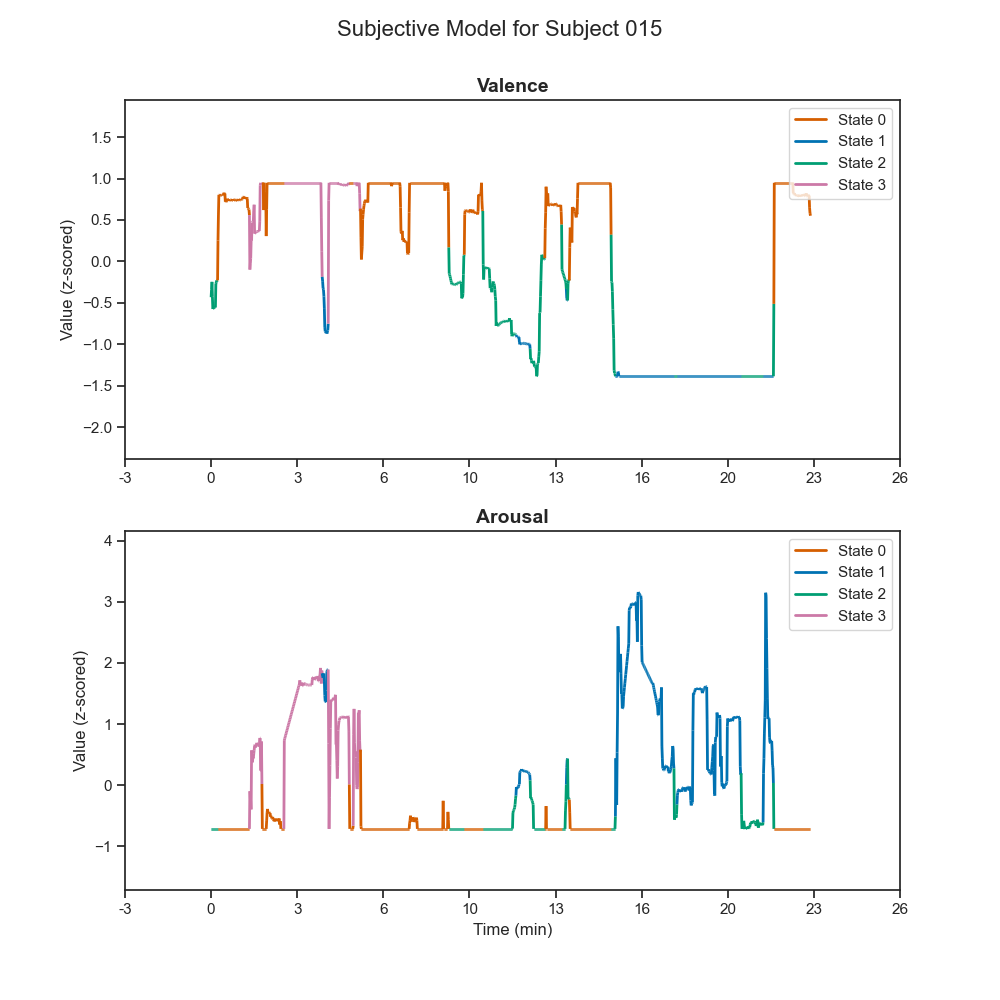 Subjective Model for Subject 015
Valence
Value (z-scored)
1.5
1.0
0.5
0.0
−0.5
−1.0
−1.5
−2.0
State 0
State 1
State 2
State 3
-3 0 3 6 10 13 16 20 23 26
Arousal
Value (z-scored)
4
3
2
1
0
−1
State 0
State 1
State 2
State 3
-3 0 3 6 10 13 16 20 23 26
Time (min)